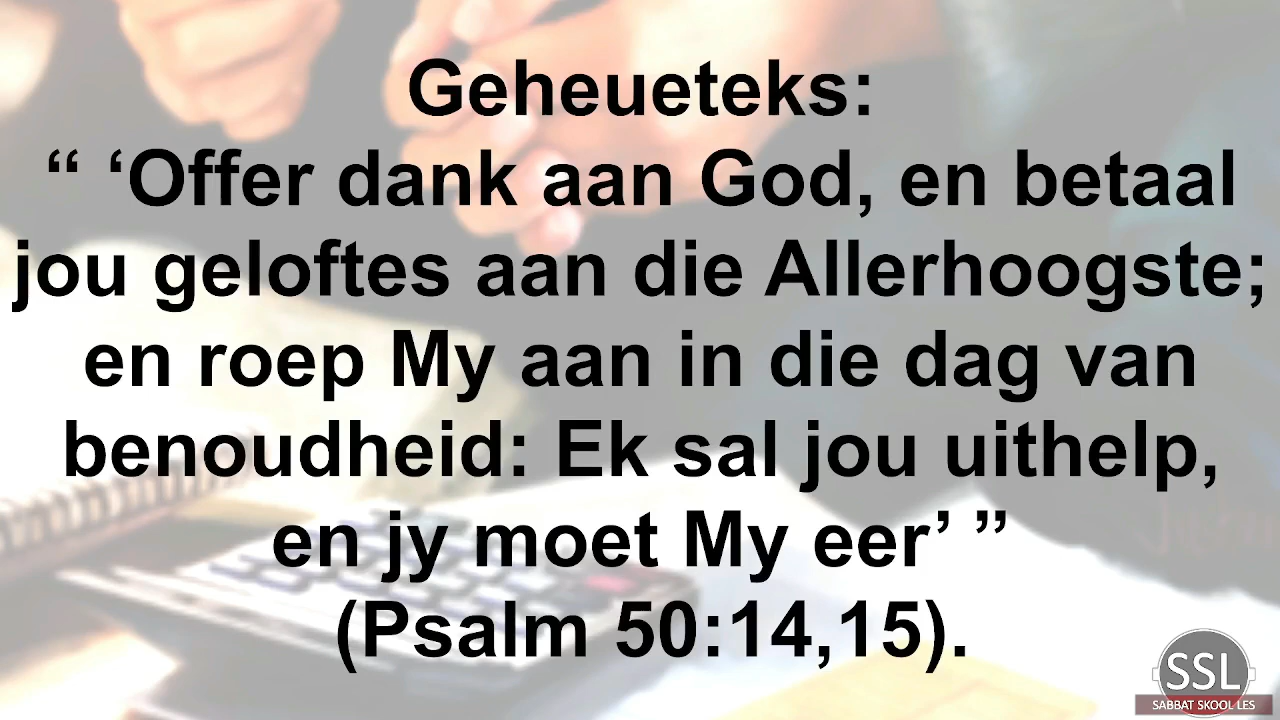 Geheueteks:
“ ‘Offer dank aan God, en betaal
jou geloftes aan die Allerhoogste;
en roep My aan in die dag van
benoudheid: Ek sal jou uithelp,
en jy moet My eer’ ”
(Psalm 50:14,15).
SSL
SABBAT SKOOL LES